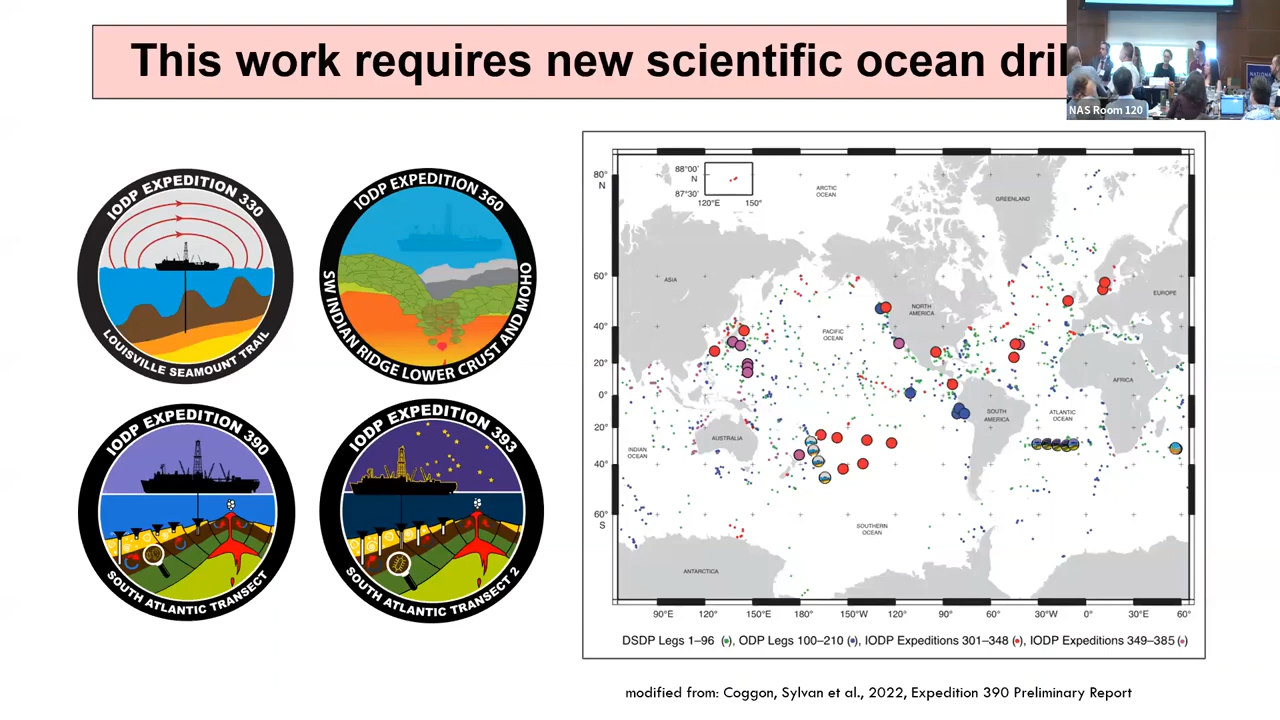 This work requires new scientific ocean dril
NAS Room 120
IODP EXPEDITION 330
LOUISVILLE SEAMOUNT TRAIL
IODP EXPEDITION 360
SW INDIAN RIDGE LOWER CRUST AND MOHO
IODP EXPEDITION 390
SOUTH ATLANTIC TRANSECT
IODP EXPEDITION 393
SOUTH ATLANTIC TRANSECT 2
80°
N
60°
40°
20°
0°
20°
40°
60°
S
88°00'
N
87°30'
120°E 150°
ARCTIC
OCEAN
GREENLAND
ASIA
NORTH
AMERICA
EUROPE
PACIFIC
OCEAN
AFRICA
SOUTH
AMERICA
ATLANTIC
OCEAN
AUSTRALIA
INDIAN
OCEAN
SOUTHERN
OCEAN
ANTARCTICA
90°E 120° 150°E 180° 150°W 120° 90° 60° 30°W 0° 30° 60°
DSDP Legs 1–96 (•), ODP Legs 100–210 (•), IODP Expeditions 301–348 (•), IODP Expeditions 349–385 (•)
modified from: Coggon, Sylvan et al., 2022, Expedition 390 Preliminary Report